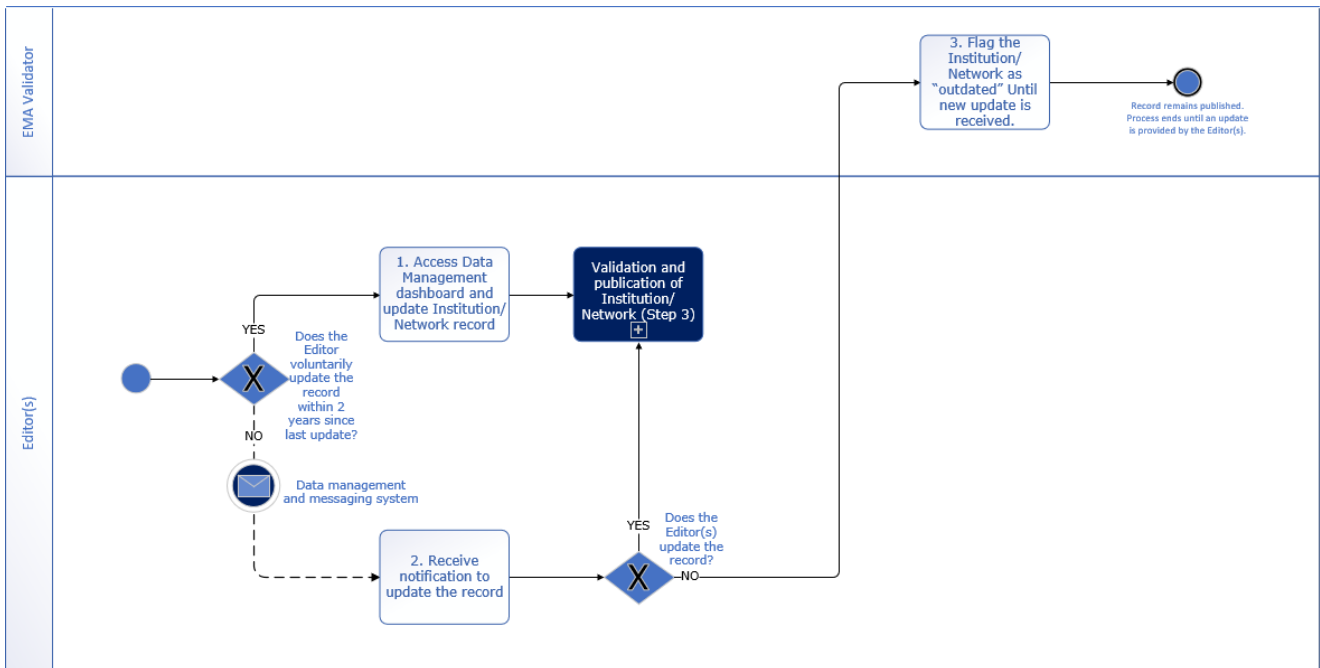 EMA Validator
3. Flag the
Institution/
Network as
“outdated” Until
new update is
received.
Record remains published.
Process ends until an update
is provided by the Editor(s).
Editor(s)
1. Access Data
Management
dashboard and
update Institution/
Network record
Validation and
publication of
Institution/
Network (Step 3)
+
YES
X
Does the
Editor
voluntarily
update the
record
within 2
years since
last update?
NO
Data management
and messaging system
2. Receive
notification to
update the record
YES
X
Does the
Editor(s)
update the
record?
NO